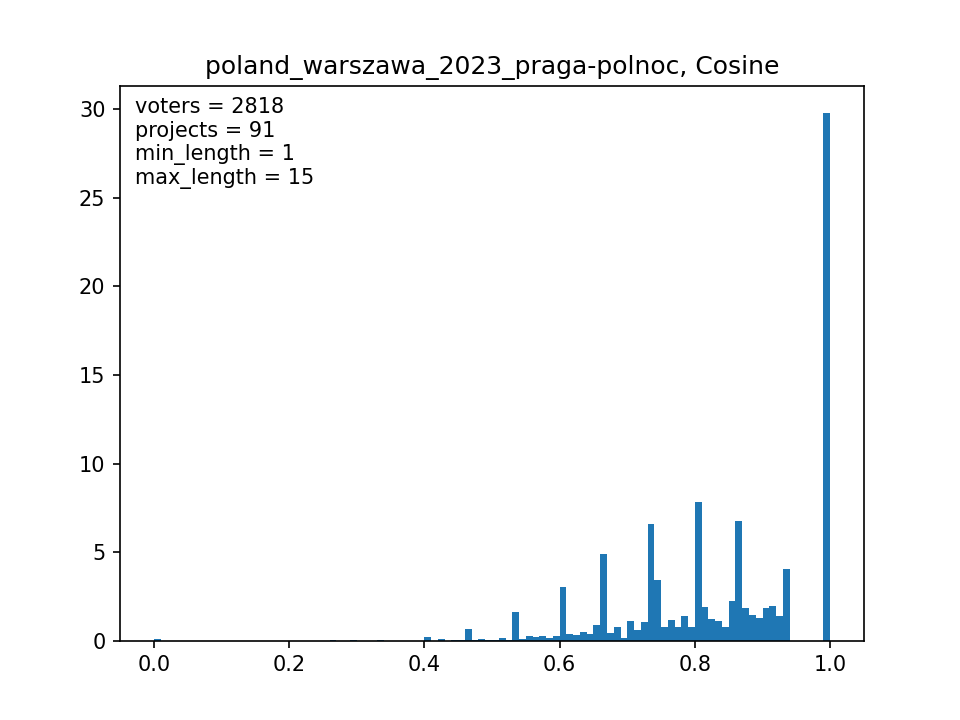 poland_warszawa_2023_praga-polnoc, Cosine
voters = 2818
projects = 91
min_length = 1
max_length = 15
30
25
20
15
10
5
0
0.0 0.2 0.4 0.6 0.8 1.0